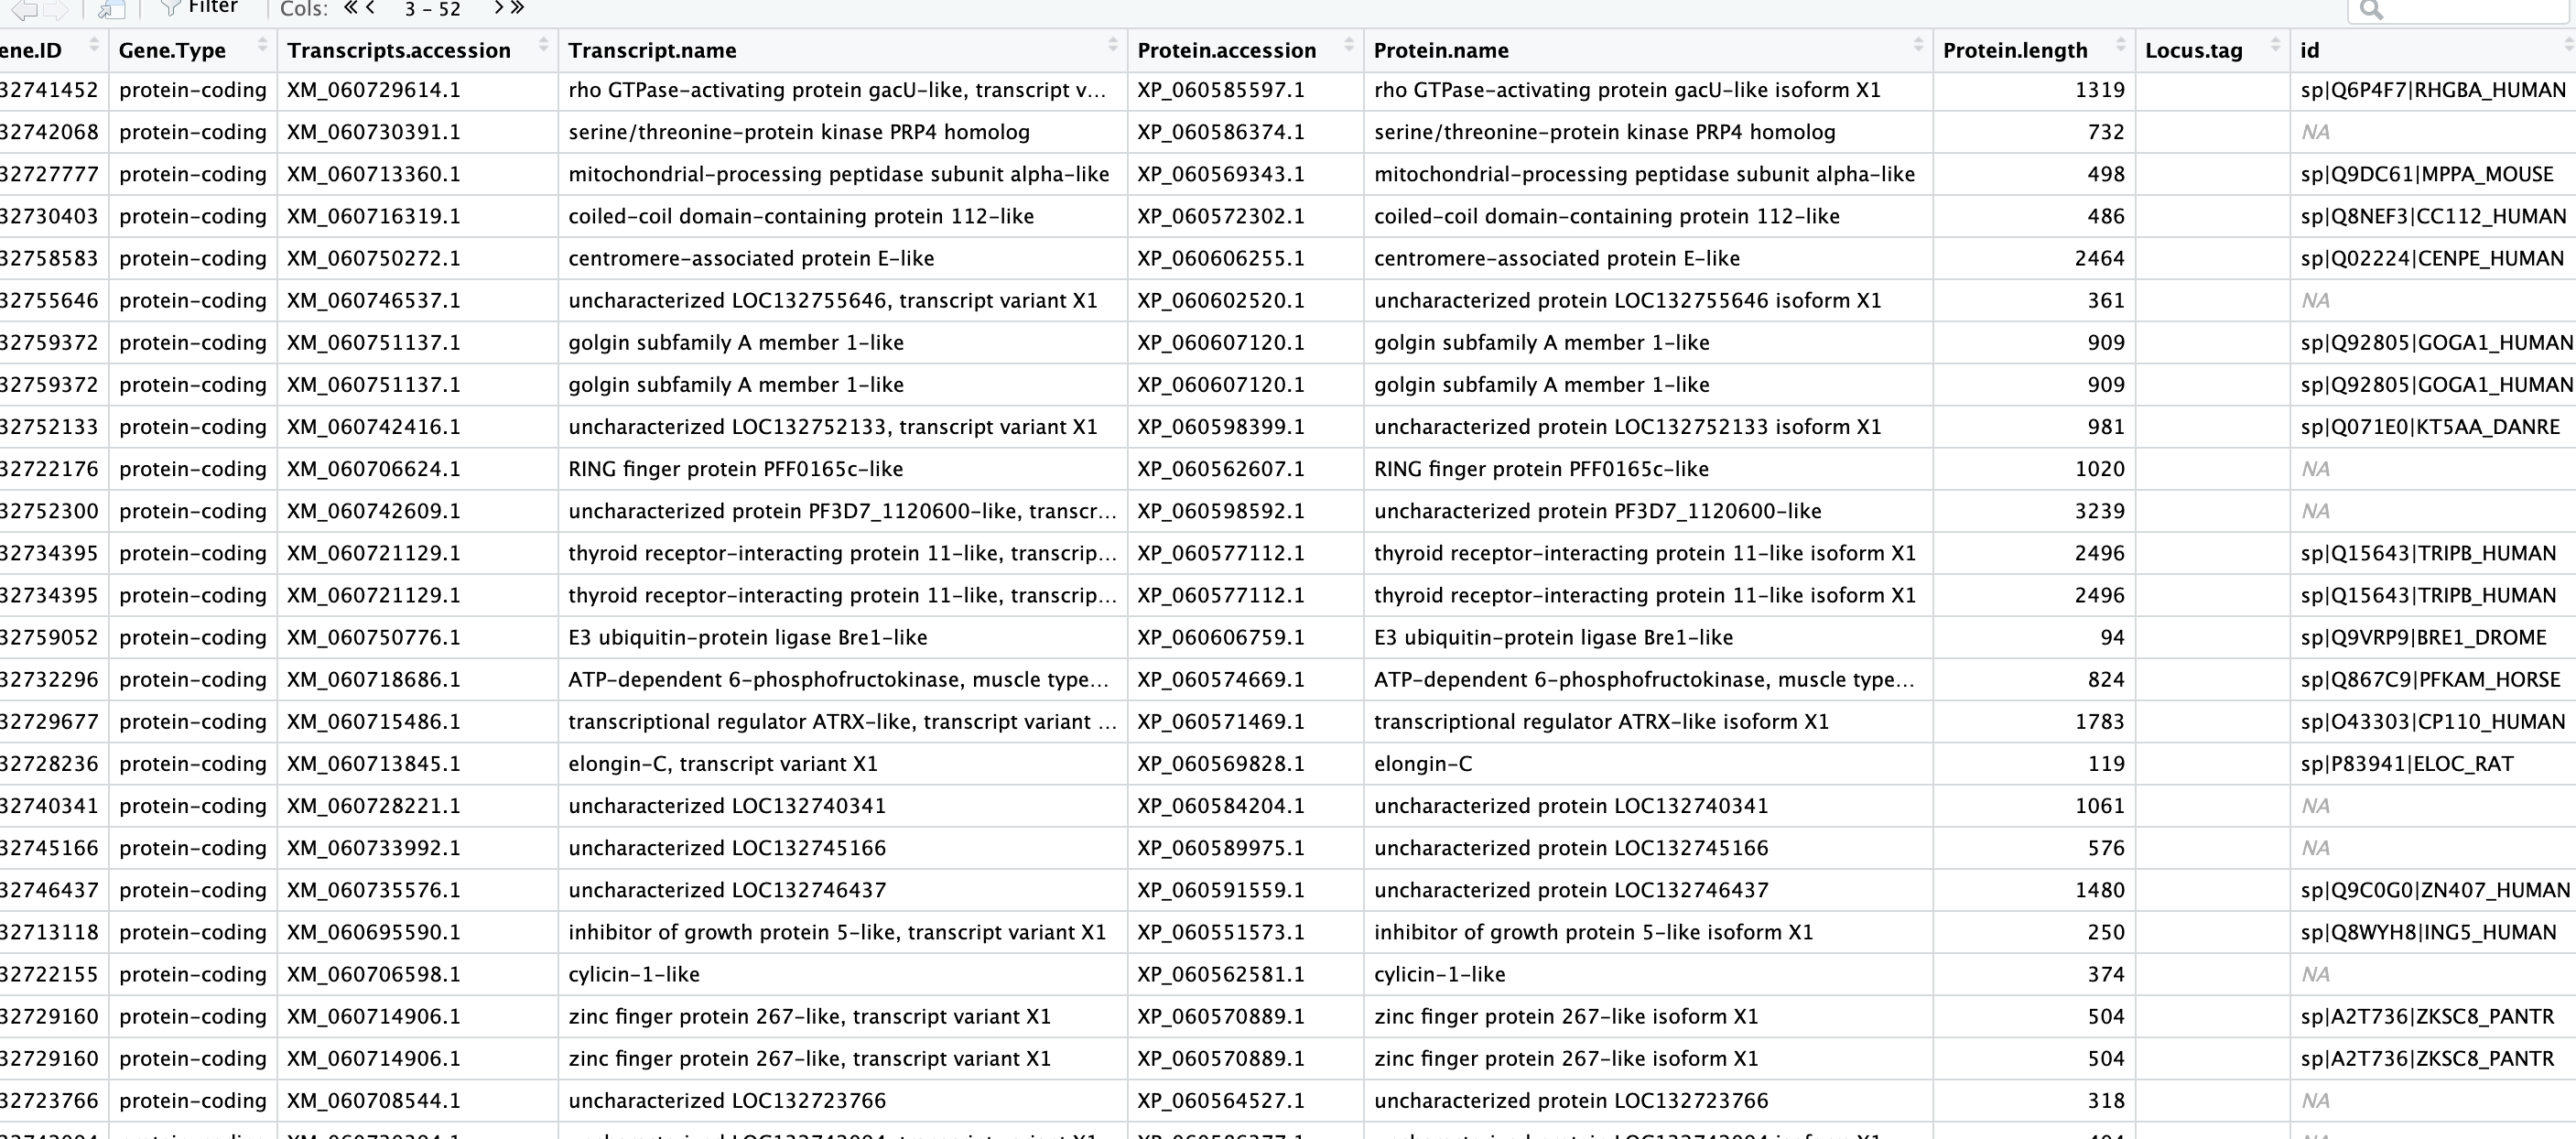 Filter Cols: 3 - 52
ene.ID Gene.Type Transcripts.accession Transcript.name Protein.accession Protein.name Protein.length Locus.tag id
32741452 protein-coding XM_060729614.1 rho GTPase-activating protein gacU-like, transcript v... XP_060585597.1 rho GTPase-activating protein gacU-like isoform X1 1319 sp|Q6P4F7|RHGBA_HUMAN
32742068 protein-coding XM_060730391.1 serine/threonine-protein kinase PRP4 homolog XP_060586374.1 serine/threonine-protein kinase PRP4 homolog 732 NA
32727777 protein-coding XM_060713360.1 mitochondrial-processing peptidase subunit alpha-like XP_060569343.1 mitochondrial-processing peptidase subunit alpha-like 498 sp|Q9DC61|MPPA_MOUSE
32730403 protein-coding XM_060716319.1 coiled-coil domain-containing protein 112-like XP_060572302.1 coiled-coil domain-containing protein 112-like 486 sp|Q8NEF3|CC112_HUMAN
32758583 protein-coding XM_060750272.1 centromere-associated protein E-like XP_060606255.1 centromere-associated protein E-like 2464 sp|Q02224|CENPE_HUMAN
32755646 protein-coding XM_060746537.1 uncharacterized LOC132755646, transcript variant X1 XP_060602520.1 uncharacterized protein LOC132755646 isoform X1 361 NA
32759372 protein-coding XM_060751137.1 golgin subfamily A member 1-like XP_060607120.1 golgin subfamily A member 1-like 909 sp|Q92805|GOGA1_HUMAN
32759372 protein-coding XM_060751137.1 golgin subfamily A member 1-like XP_060607120.1 golgin subfamily A member 1-like 909 sp|Q92805|GOGA1_HUMAN
32752133 protein-coding XM_060742416.1 uncharacterized LOC132752133, transcript variant X1 XP_060598399.1 uncharacterized protein LOC132752133 isoform X1 981 sp|Q071E0|KT5AA_DANRE
32722176 protein-coding XM_060706624.1 RING finger protein PFF0165c-like XP_060562607.1 RING finger protein PFF0165c-like 1020 NA
32752300 protein-coding XM_060742609.1 uncharacterized protein PF3D7_1120600-like, transcr... XP_060598592.1 uncharacterized protein PF3D7_1120600-like 3239 NA
32734395 protein-coding XM_060721129.1 thyroid receptor-interacting protein 11-like, transcrip... XP_060577112.1 thyroid receptor-interacting protein 11-like isoform X1 2496 sp|Q15643|TRIPB_HUMAN
32734395 protein-coding XM_060721129.1 thyroid receptor-interacting protein 11-like, transcrip... XP_060577112.1 thyroid receptor-interacting protein 11-like isoform X1 2496 sp|Q15643|TRIPB_HUMAN
32759052 protein-coding XM_060750776.1 E3 ubiquitin-protein ligase Bre1-like XP_060606759.1 E3 ubiquitin-protein ligase Bre1-like 94 sp|Q9VRP9|BRE1_DROME
32732296 protein-coding XM_060718686.1 ATP-dependent 6-phosphofructokinase, muscle type... XP_060574669.1 ATP-dependent 6-phosphofructokinase, muscle type... 824 sp|Q867C9|PFKAM_HORSE
32729677 protein-coding XM_060715486.1 transcriptional regulator ATRX-like, transcript variant ... XP_060571469.1 transcriptional regulator ATRX-like isoform X1 1783 sp|O43303|CP110_HUMAN
32728236 protein-coding XM_060713845.1 elongin-C, transcript variant X1 XP_060569828.1 elongin-C 119 sp|P83941|ELOC_RAT
32740341 protein-coding XM_060728221.1 uncharacterized LOC132740341 XP_060584204.1 uncharacterized protein LOC132740341 1061 NA
32745166 protein-coding XM_060733992.1 uncharacterized LOC132745166 XP_060589975.1 uncharacterized protein LOC132745166 576 NA
32746437 protein-coding XM_060735576.1 uncharacterized LOC132746437 XP_060591559.1 uncharacterized protein LOC132746437 1480 sp|Q9C0G0|ZN407_HUMAN
32713118 protein-coding XM_060695590.1 inhibitor of growth protein 5-like, transcript variant X1 XP_060551573.1 inhibitor of growth protein 5-like isoform X1 250 sp|Q8WYH8|ING5_HUMAN
32722155 protein-coding XM_060706598.1 cylicin-1-like XP_060562581.1 cylicin-1-like 374 NA
32729160 protein-coding XM_060714906.1 zinc finger protein 267-like, transcript variant X1 XP_060570889.1 zinc finger protein 267-like isoform X1 504 sp|A2T736|ZKSC8_PANTR
32729160 protein-coding XM_060714906.1 zinc finger protein 267-like, transcript variant X1 XP_060570889.1 zinc finger protein 267-like isoform X1 504 sp|A2T736|ZKSC8_PANTR
32723766 protein-coding XM_060708544.1 uncharacterized LOC132723766 XP_060564527.1 uncharacterized protein LOC132723766 318 NA